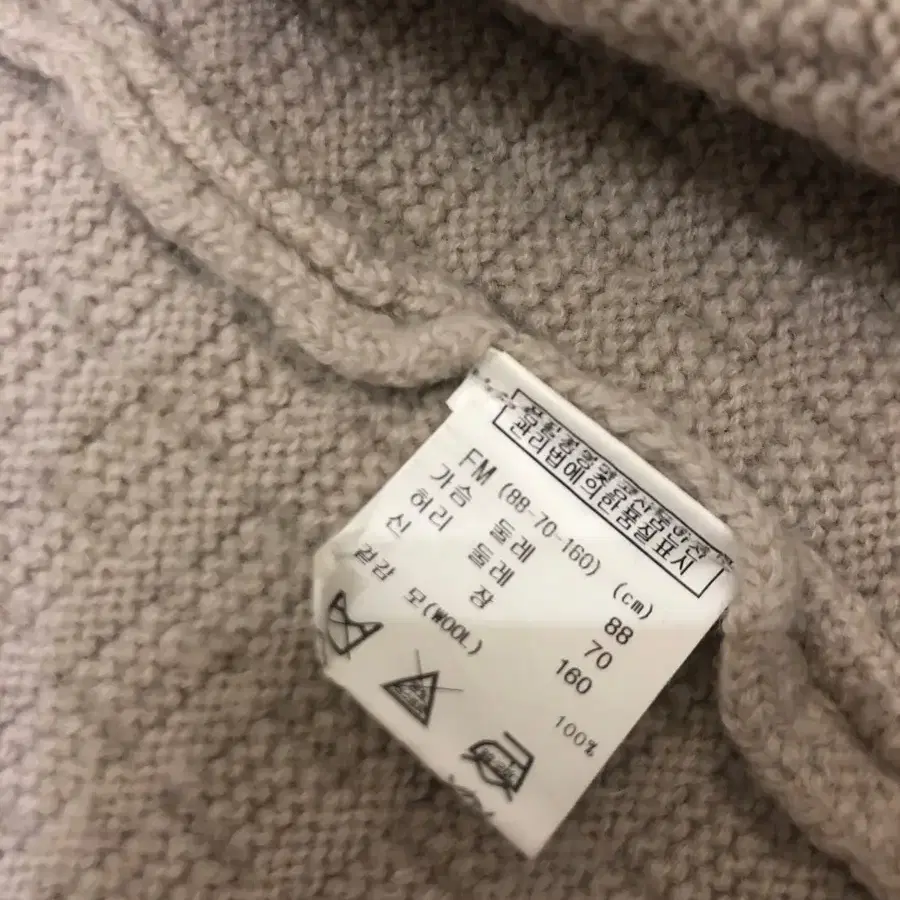 품질경영및공산품안전
관리법에의한품질표시
FM (88-70-160) (cm)
가슴 둘레 88
허리 둘레 70
신 장 160
겉감 모(WOOL) 100%